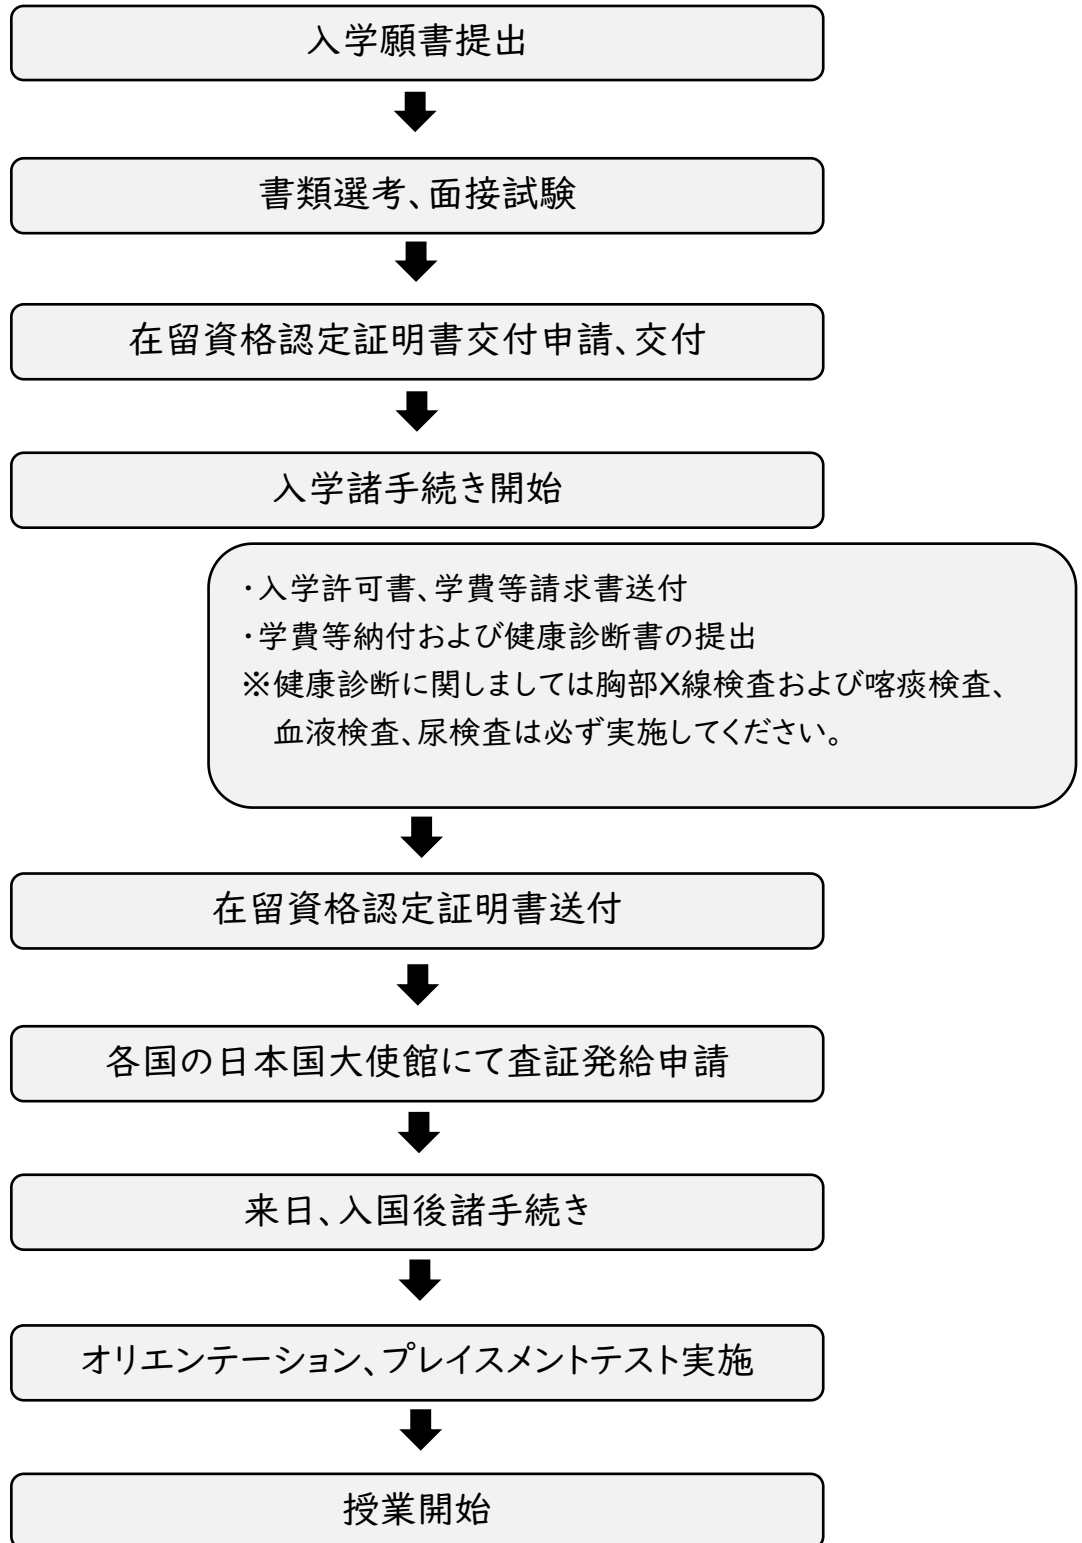 入学願書提出
書類選考、面接試験
在留資格認定証明書交付申請、交付
入学諸手続き開始
・入学許可書、学費等請求書送付
・学費等納付および健康診断書の提出
※健康診断に関しましては胸部X線検査および喀痰検査、
血液検査、尿検査は必ず実施してください。
在留資格認定証明書送付
各国の日本国大使館にて査証発給申請
来日、入国後諸手続き
オリエンテーション、プレイスメントテスト実施
授業開始